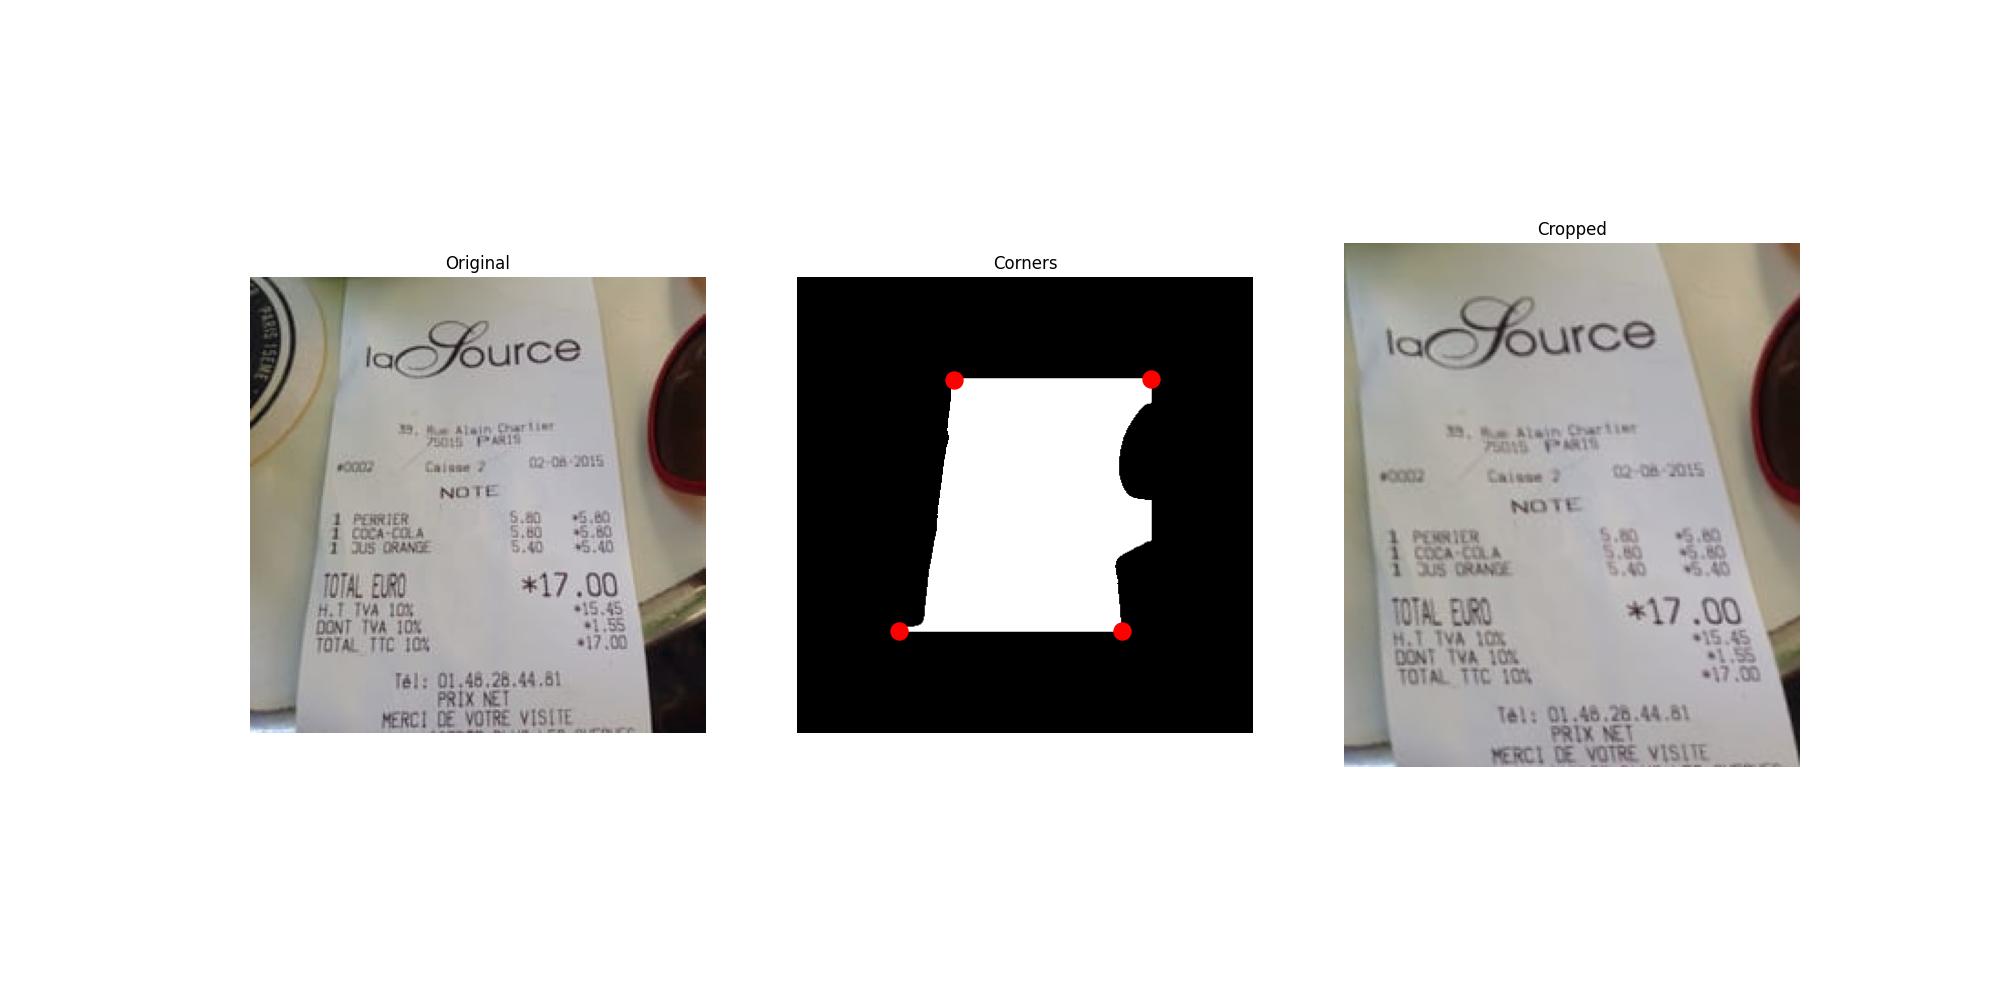 Original
PARIS 15EME
la Source
39, Rue Alain Chartier
75015 PARIS
#0002 Caisse 2 02-08-2015
NOTE
1 PERRIER 5.80 *5.80
1 COCA-COLA 5.80 *5.80
1 JUS ORANGE 5.40 *5.40
TOTAL EURO *17.00
H.T TVA 10% *15.45
DONT TVA 10% *1.55
TOTAL TTC 10% *17.00
Tél: 01.48.28.44.81
PRIX NET
MERCI DE VOTRE VISITE
Corners
Cropped
la Source
39, Rue Alain Chartier
75015 PARIS
#0002 Caisse 2 02-08-2015
NOTE
1 PERRIER 5.80 *5.80
1 COCA-COLA 5.80 *5.80
1 JUS ORANGE 5.40 *5.40
TOTAL EURO *17.00
H.T TVA 10% *15.45
DONT TVA 10% *1.55
TOTAL TTC 10% *17.00
Tél: 01.48.28.44.81
PRIX NET
MERCI DE VOTRE VISITE